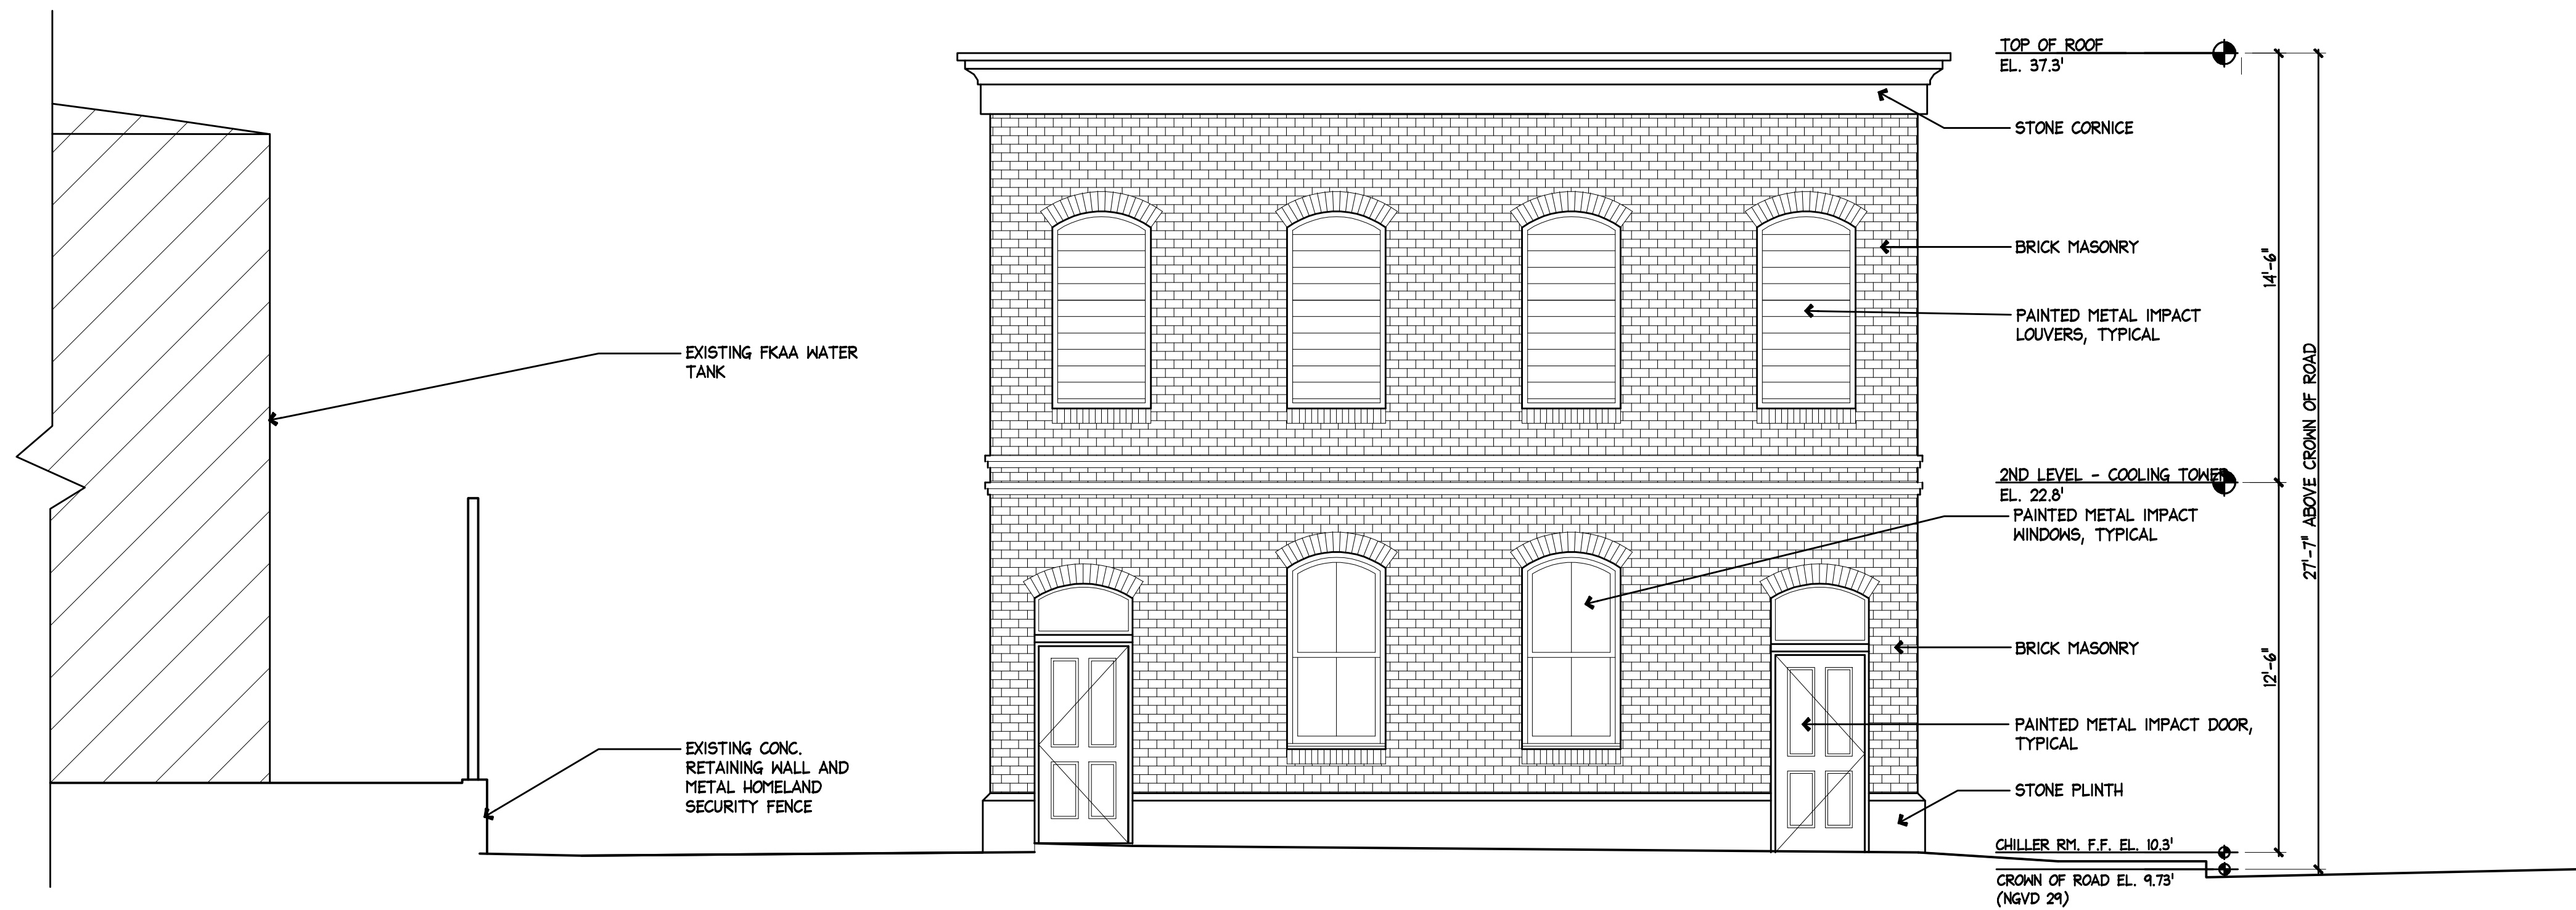 TOP OF ROOF
EL. 37.3'
STONE CORNICE
BRICK MASONRY
14'-6"
PAINTED METAL IMPACT
LOUVERS, TYPICAL
EXISTING FKAA WATER
TANK
27'-7" ABOVE CROWN OF ROAD
2ND LEVEL - COOLING TOWER
EL. 22.8'
PAINTED METAL IMPACT
WINDOWS, TYPICAL
BRICK MASONRY
12'-6"
PAINTED METAL IMPACT DOOR,
TYPICAL
EXISTING CONC.
RETAINING WALL AND
METAL HOMELAND
SECURITY FENCE
STONE PLINTH
CHILLER RM. F.F. EL. 10.3'
CROWN OF ROAD EL. 9.73'
(NGVD 29)